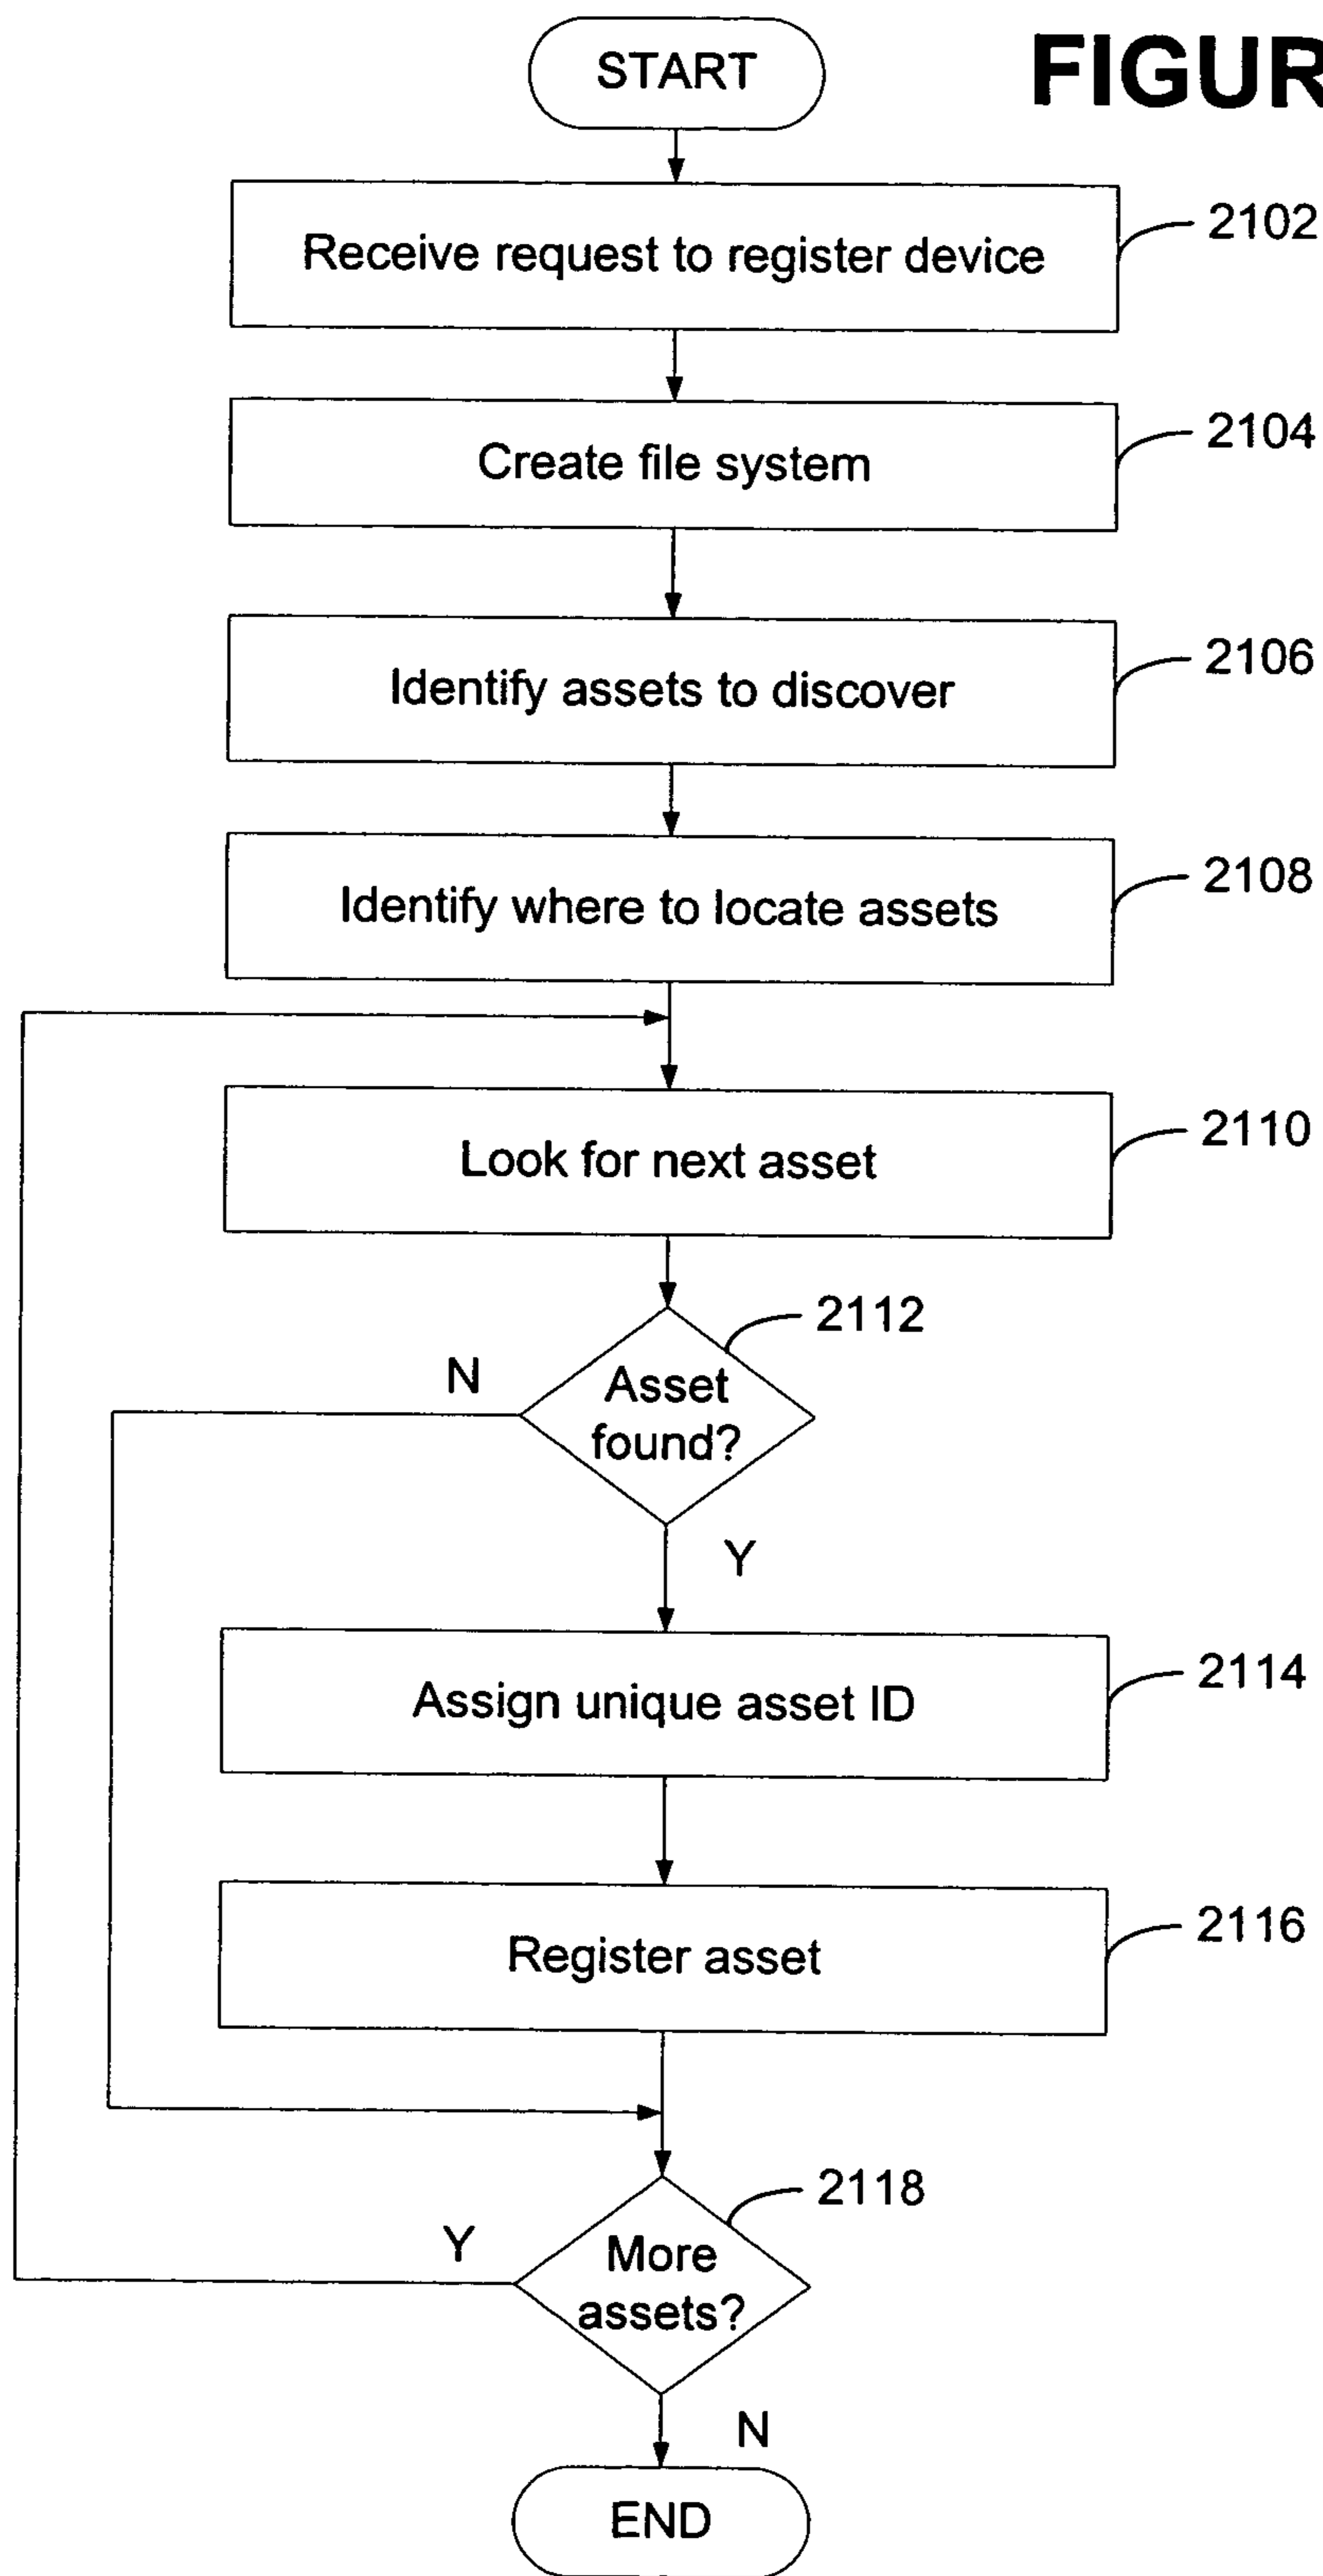 START
FIGUR
Receive request to register device
2102
Create file system
2104
Identify assets to discover
2106
Identify where to locate assets
2108
Look for next asset
2110
2112
N
Asset
found?
Y
Assign unique asset ID
2114
Register asset
2116
2118
Y
More
assets?
N
END